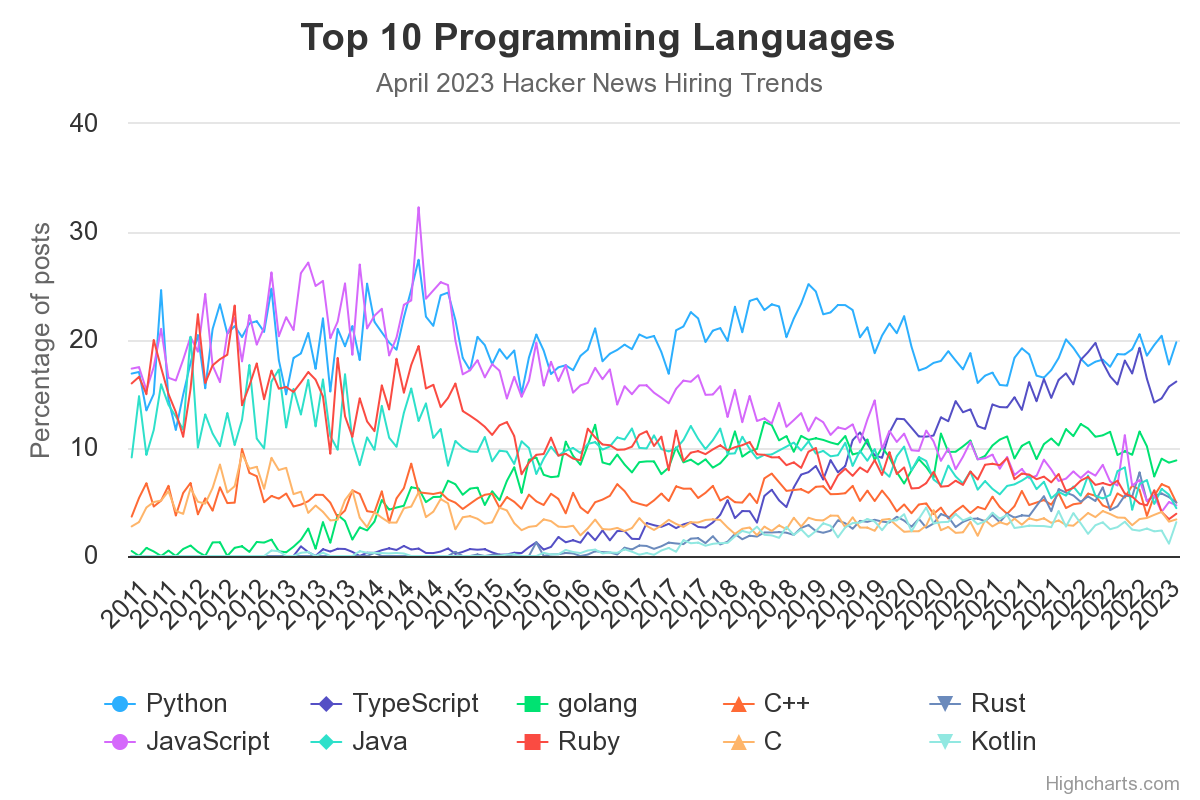 Top 10 Programming Languages
April 2023 Hacker News Hiring Trends
Percentage of posts
40
30
20
10
0
2011 2011 2012 2012 2012 2013 2013 2014 2014 2014 2015 2015 2015 2016 2016 2017 2017 2017 2018 2018 2018 2019 2019 2019 2020 2020 2020 2021 2021 2021 2022 2022 2022 2023
Python TypeScript golang C++ Rust
JavaScript Java Ruby C Kotlin
Highcharts.com